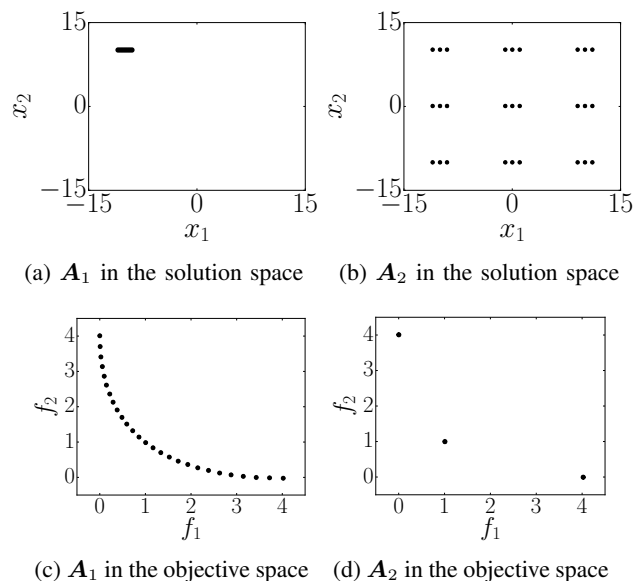 15 15
x₂ 0 x₂ 0
−15 −15
−15 0 15 −15 0 15
x₁ x₁
(a) A₁ in the solution space (b) A₂ in the solution space
4 4
3 3
f₂ 2 f₂ 2
1 1
0 0
0 1 2 3 4 0 1 2 3 4
f₁ f₁
(c) A₁ in the objective space (d) A₂ in the objective space